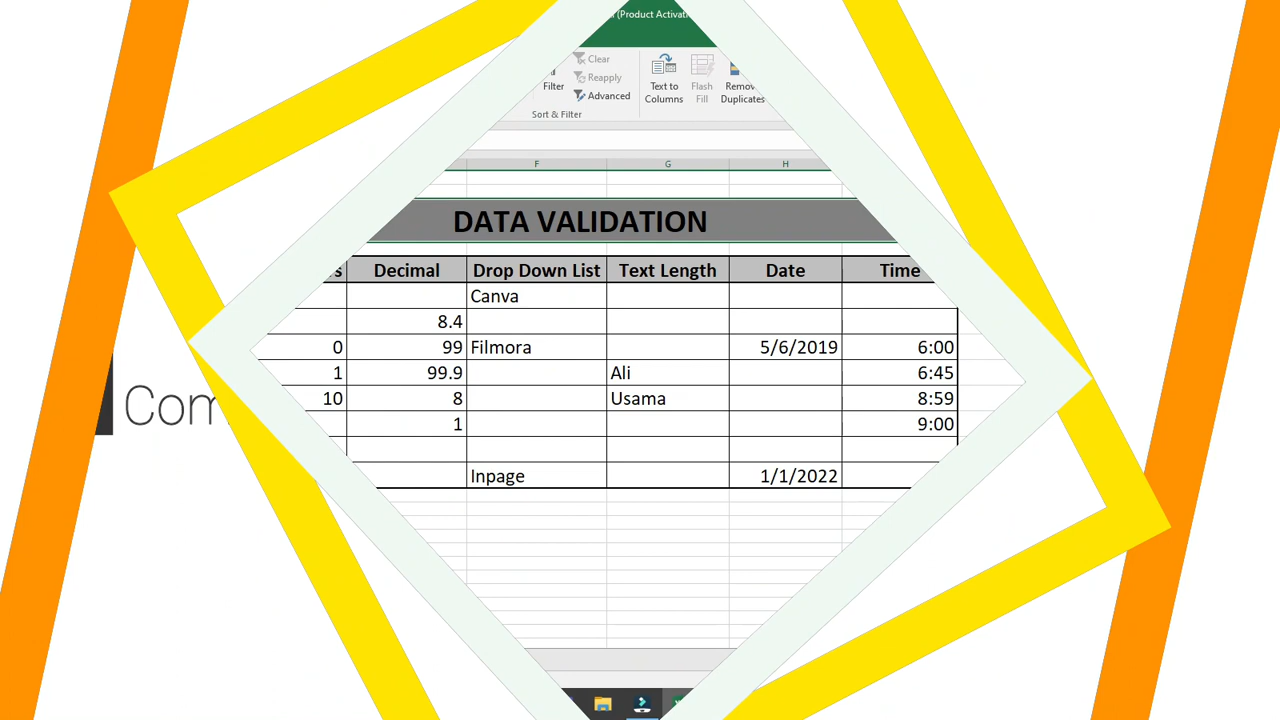 (Product Activati
Clear
Reapply
Advanced
Filter
Text to Columns
Flash Fill
Remov
Duplicates
Sort & Filter
F G H
DATA VALIDATION
s Decimal Drop Down List Text Length Date Time
Canva
8.4
0 99 Filmora 5/6/2019 6:00
1 99.9 Ali 6:45
10 8 Usama 8:59
1 9:00
Inpage 1/1/2022
Com